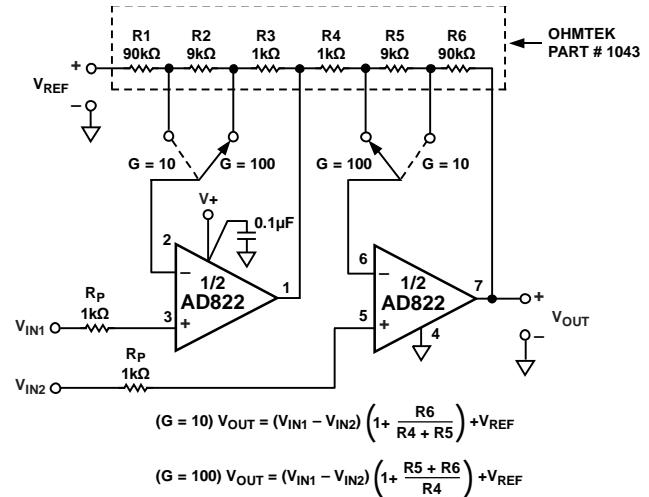 R1 R2 R3 R4 R5 R6
90kΩ 9kΩ 1kΩ 1kΩ 9kΩ 90kΩ
OHMTEK
PART # 1043
+
VREF
–
G = 10
G = 100
G = 100
G = 10
V+
0.1µF
2
–
1/2
AD822
1
3
+
6
–
1/2
AD822
7
5
+
4
RP
1kΩ
VIN1
RP
1kΩ
VIN2
+
VOUT
–
(G = 10) VOUT = (VIN1 – VIN2) (1+ R6 / R4 + R5) +VREF
(G = 100) VOUT = (VIN1 – VIN2) (1+ R5 + R6 / R4) +VREF